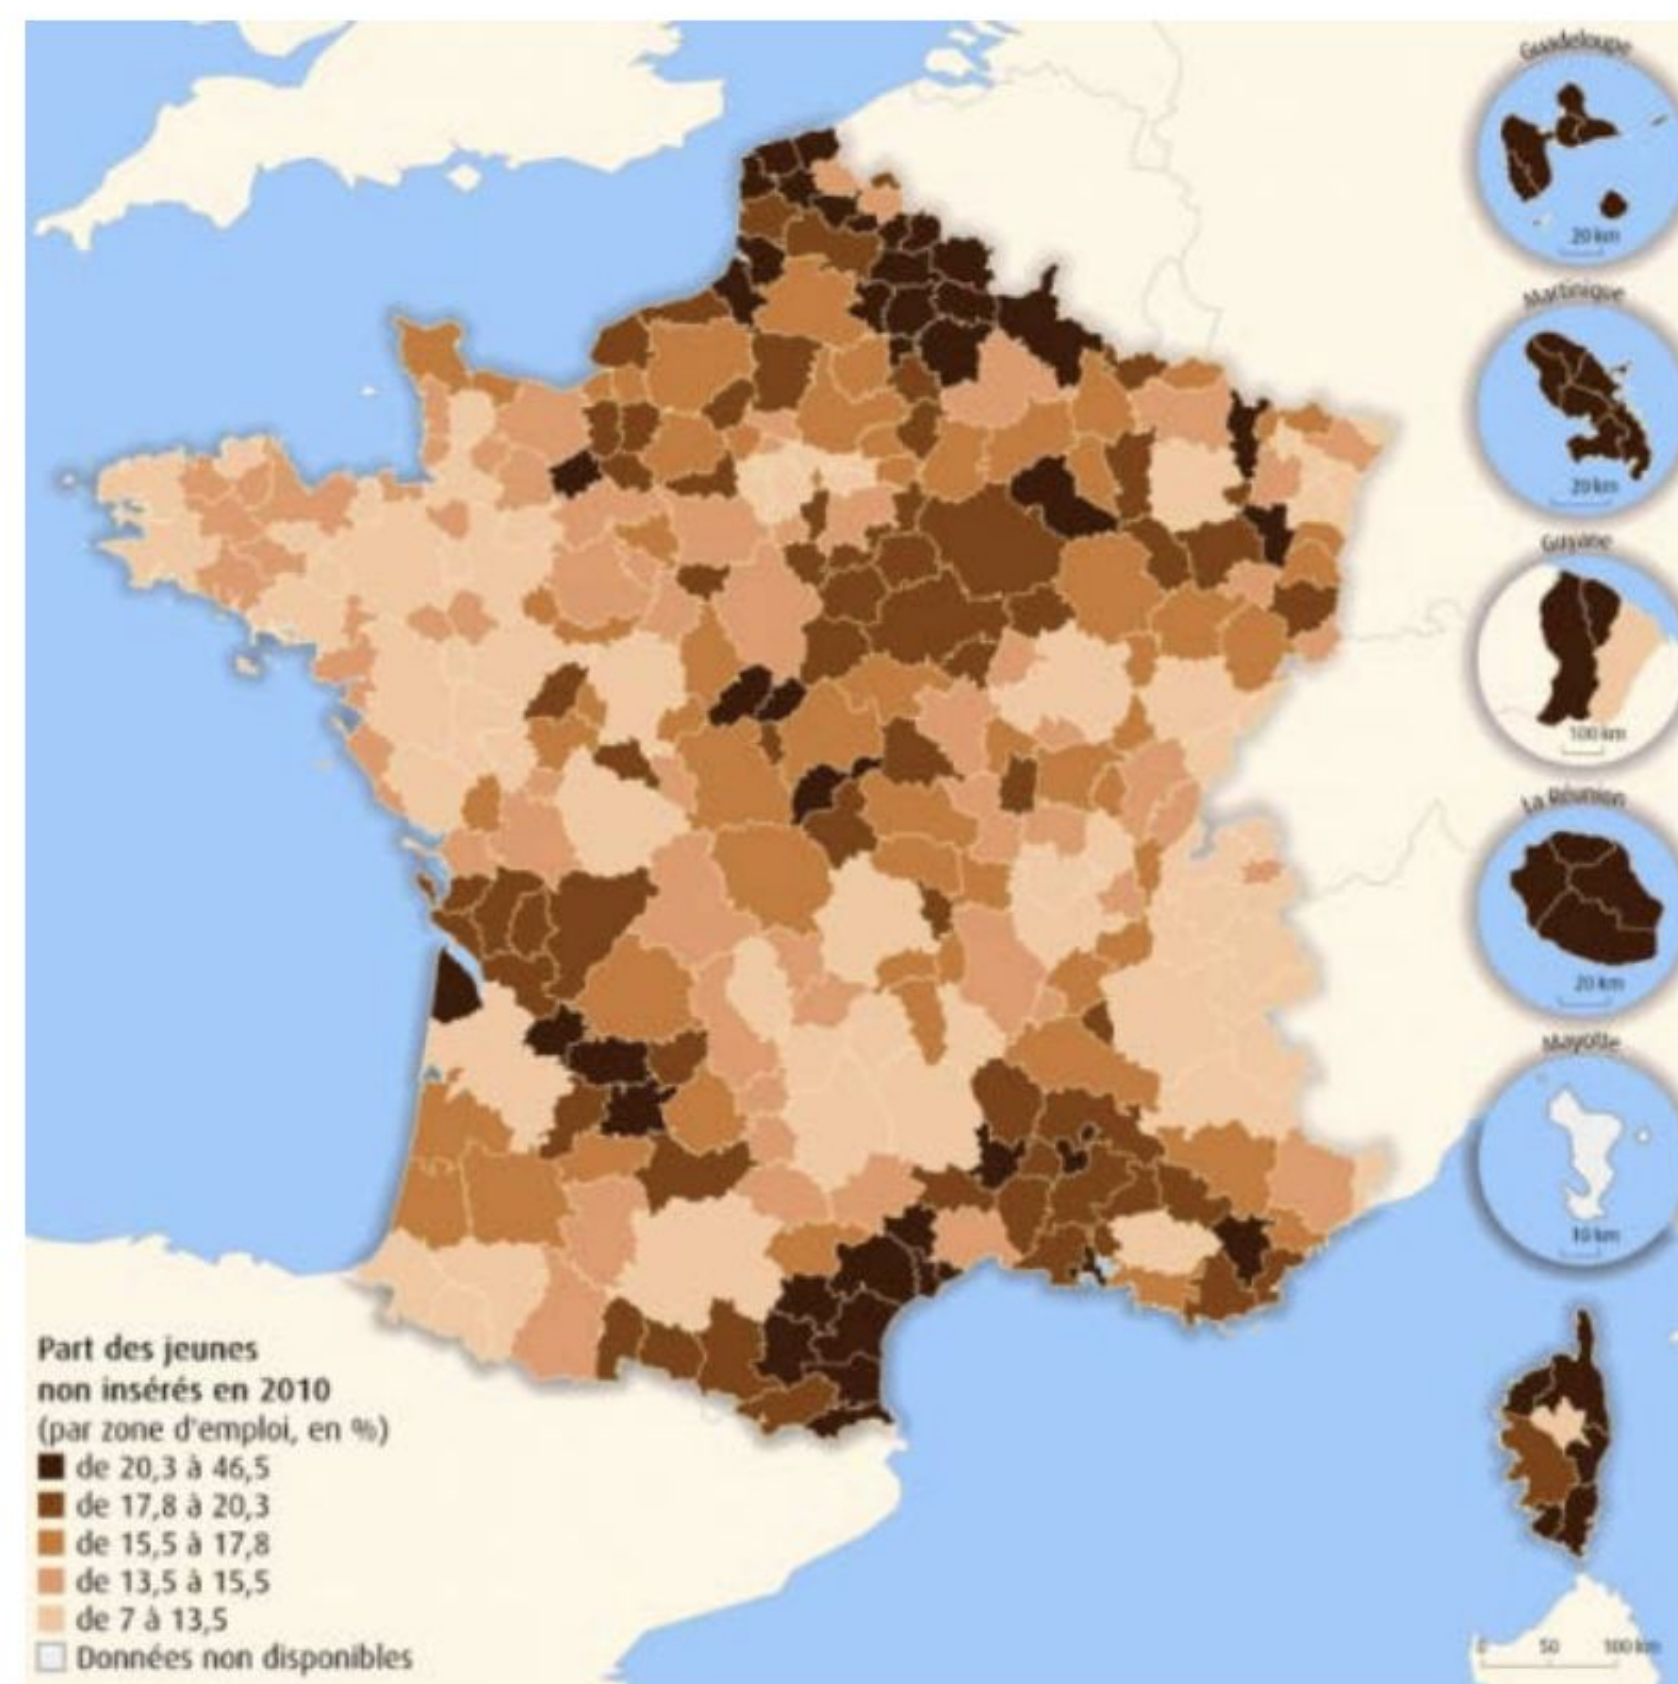 Guadeloupe
20 km
Martinique
20 km
Guyane
100 km
La Réunion
20 km
Mayotte
10 km
Part des jeunes
non insérés en 2010
(par zone d'emploi, en %)
de 20,3 à 46,5
de 17,8 à 20,3
de 15,5 à 17,8
de 13,5 à 15,5
de 7 à 13,5
Données non disponibles
0 50 100 km